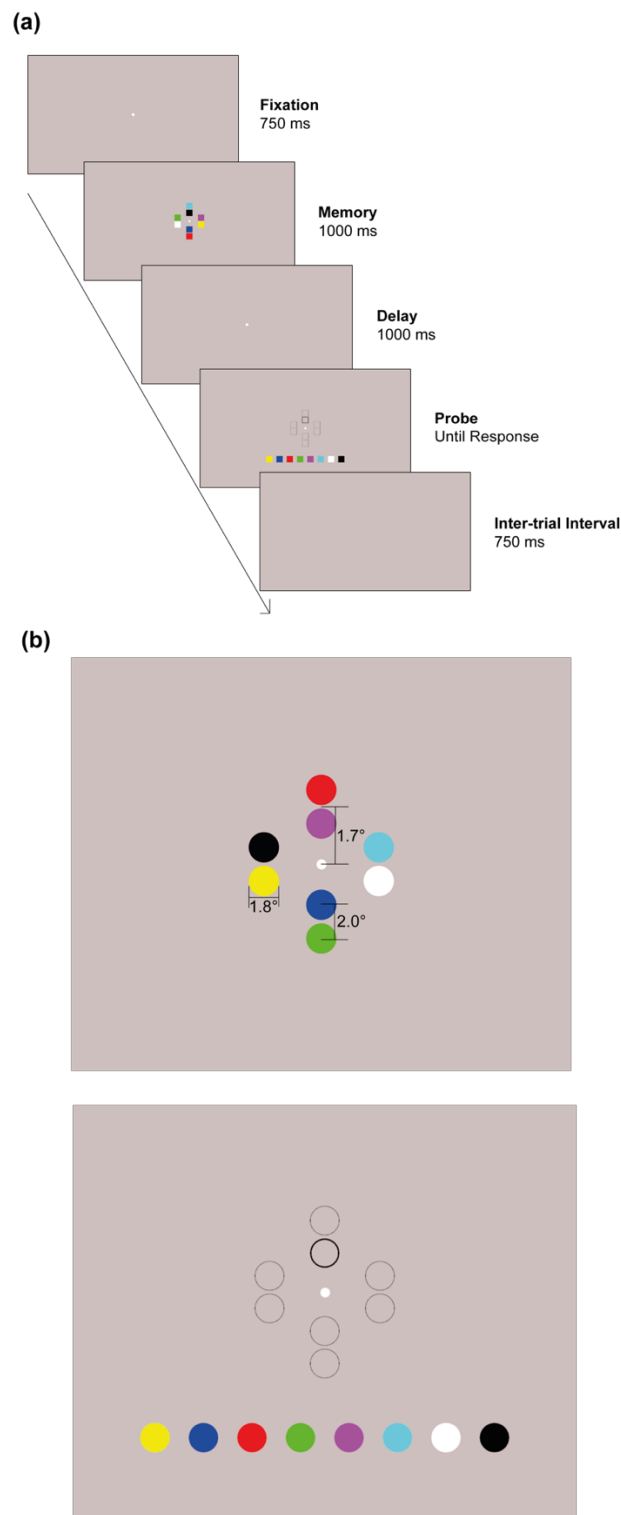 (a)
Fixation
750 ms
Memory
1000 ms
Delay
1000 ms
Probe
Until Response
Inter-trial Interval
750 ms
(b)
1.7°
1.8°
2.0°